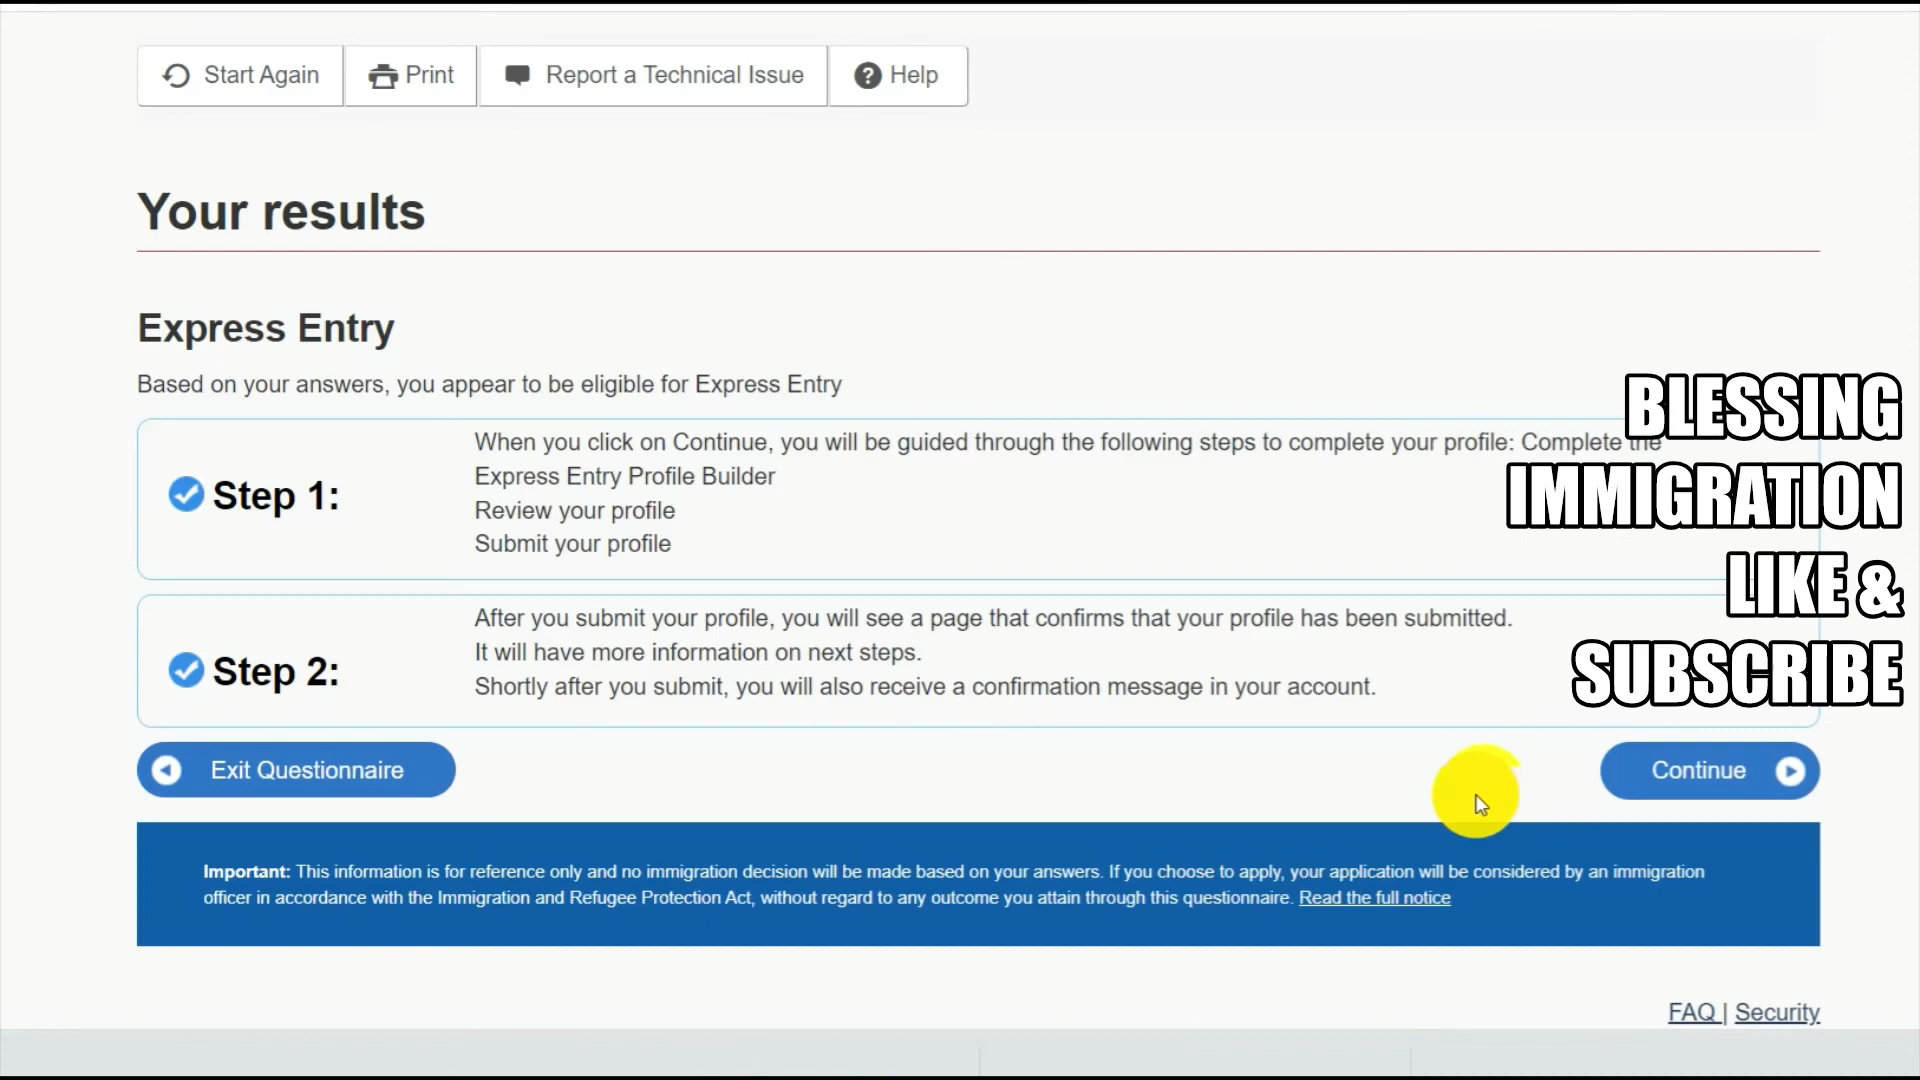 Start Again
Print
Report a Technical Issue
Help
Your results
Express Entry
Based on your answers, you appear to be eligible for Express Entry
Step 1:
When you click on Continue, you will be guided through the following steps to complete your profile: Complete the
Express Entry Profile Builder
Review your profile
Submit your profile
Step 2:
After you submit your profile, you will see a page that confirms that your profile has been submitted.
It will have more information on next steps.
Shortly after you submit, you will also receive a confirmation message in your account.
BLESSING
IMMIGRATION
LIKE &
SUBSCRIBE
Exit Questionnaire
Continue
Important: This information is for reference only and no immigration decision will be made based on your answers. If you choose to apply, your application will be considered by an immigration
officer in accordance with the Immigration and Refugee Protection Act, without regard to any outcome you attain through this questionnaire. Read the full notice
FAQ | Security